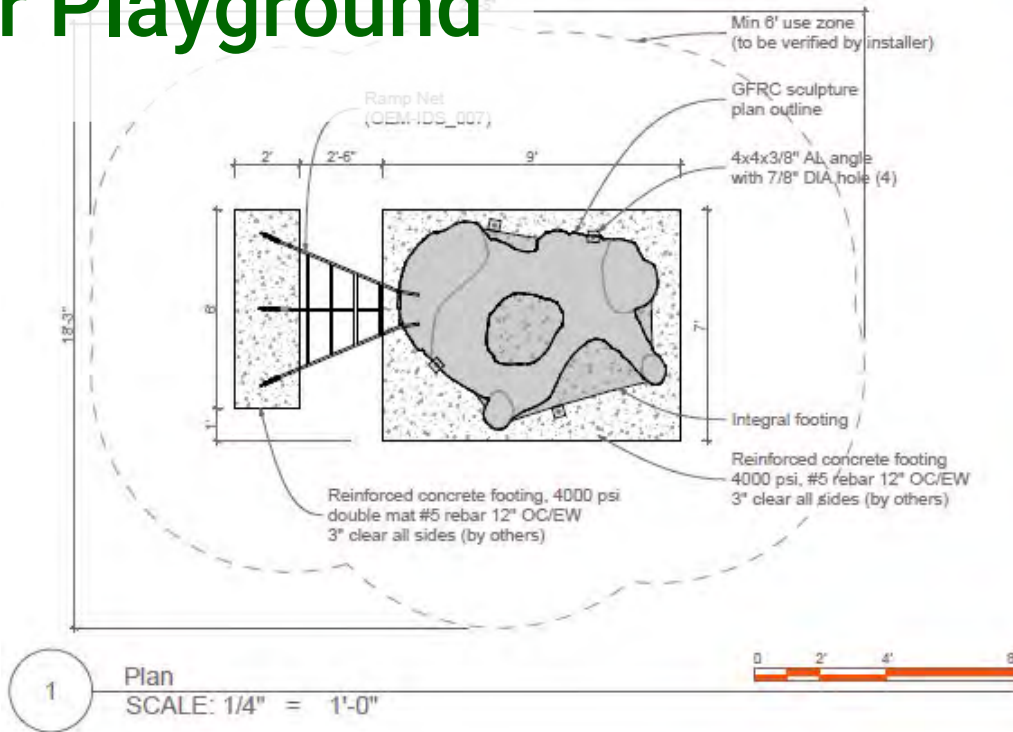 r Playground
Min 6' use zone
(to be verified by installer)
Ramp Net
(OEM-IDS_007)
GFRC sculpture
plan outline
2'
2'-6"
9'
4x4x3/8" AL angle
with 7/8" DIA hole (4)
18'-3"
6'
7'
1'
Integral footing
Reinforced concrete footing
4000 psi, #5 rebar 12" OC/EW
3" clear all sides (by others)
Reinforced concrete footing, 4000 psi
double mat #5 rebar 12" OC/EW
3" clear all sides (by others)
0 2' 4' 8
1
Plan
SCALE: 1/4" = 1'-0"